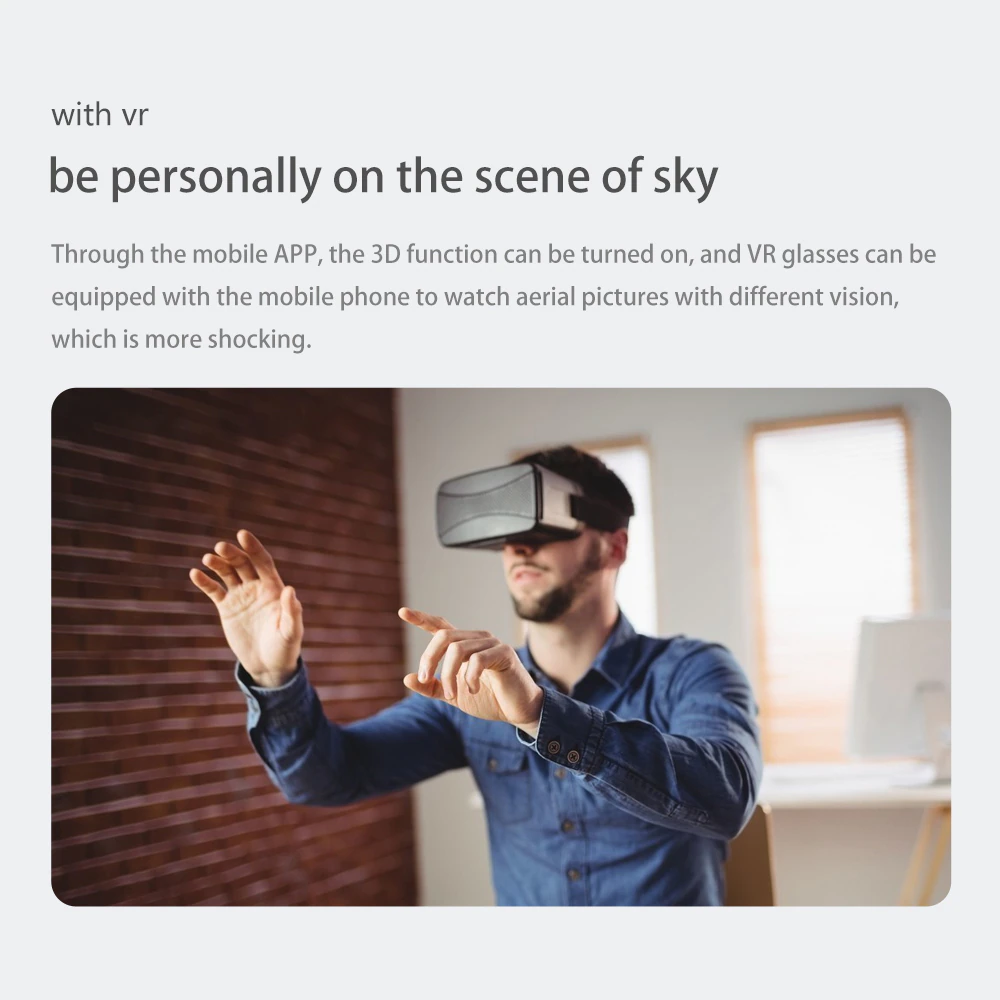 with vr
be personally on the scene of sky
Through the mobile APP, the 3D function can be turned on, and VR glasses can be
equipped with the mobile phone to watch aerial pictures with different vision,
which is more shocking.